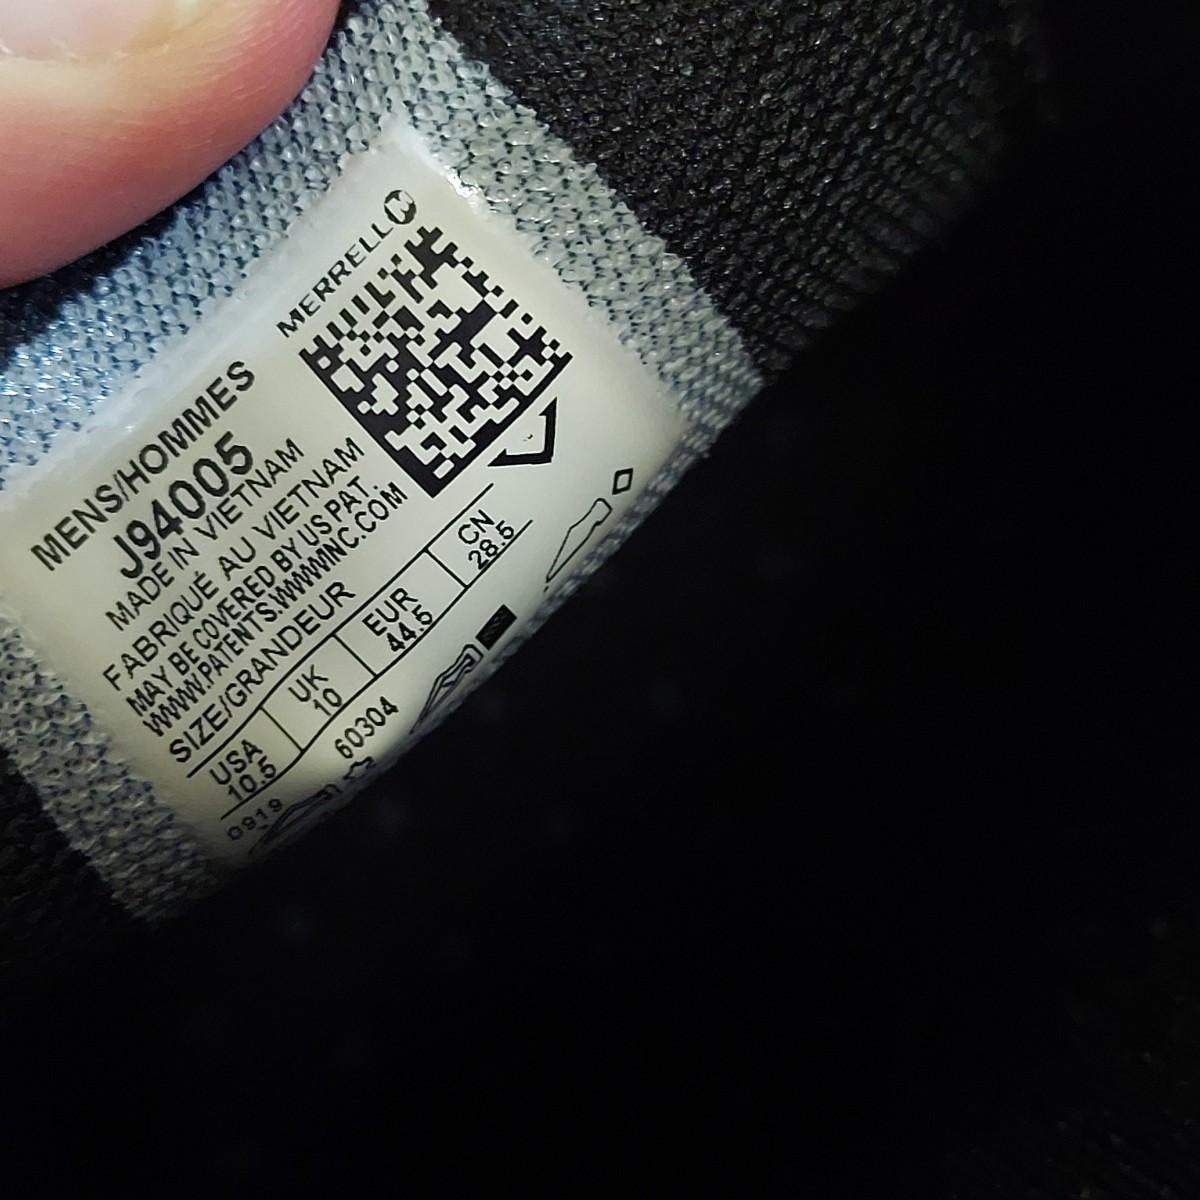 MERRELL
MENS/HOMMES
J94005
MADE IN VIETNAM
FABRIQUÉ AU VIETNAM
MAY BE COVERED BY US PAT.
WWW.PATENTS.WWWINC.COM
SIZE/GRANDEUR
USA UK EUR CN
10.5 10 44.5 28.5
0919 60304